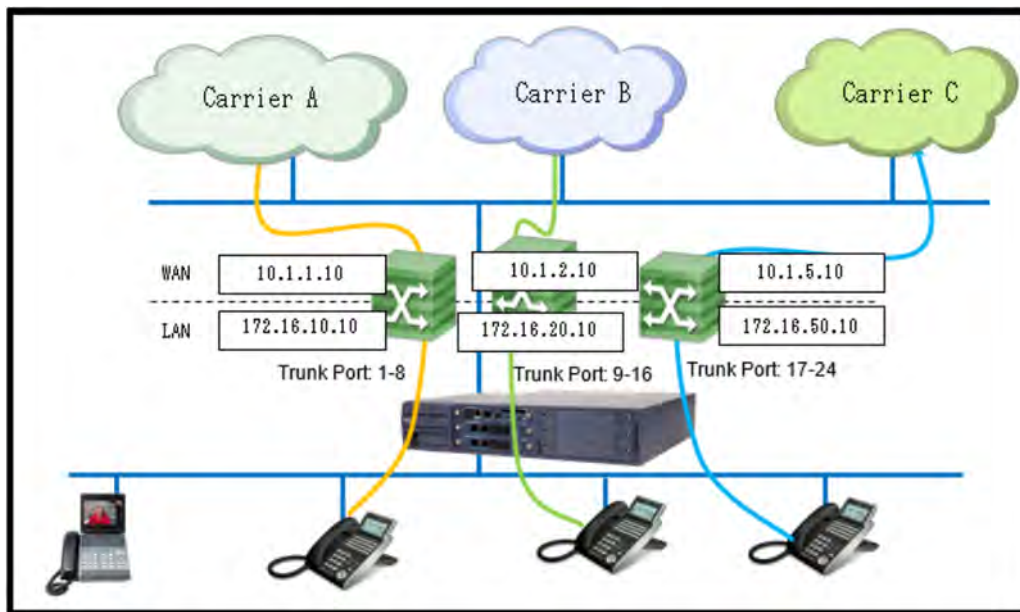 Carrier A
Carrier B
Carrier C
WAN
10.1.1.10
10.1.2.10
10.1.5.10
LAN
172.16.10.10
172.16.20.10
172.16.50.10
Trunk Port: 1-8
Trunk Port: 9-16
Trunk Port: 17-24